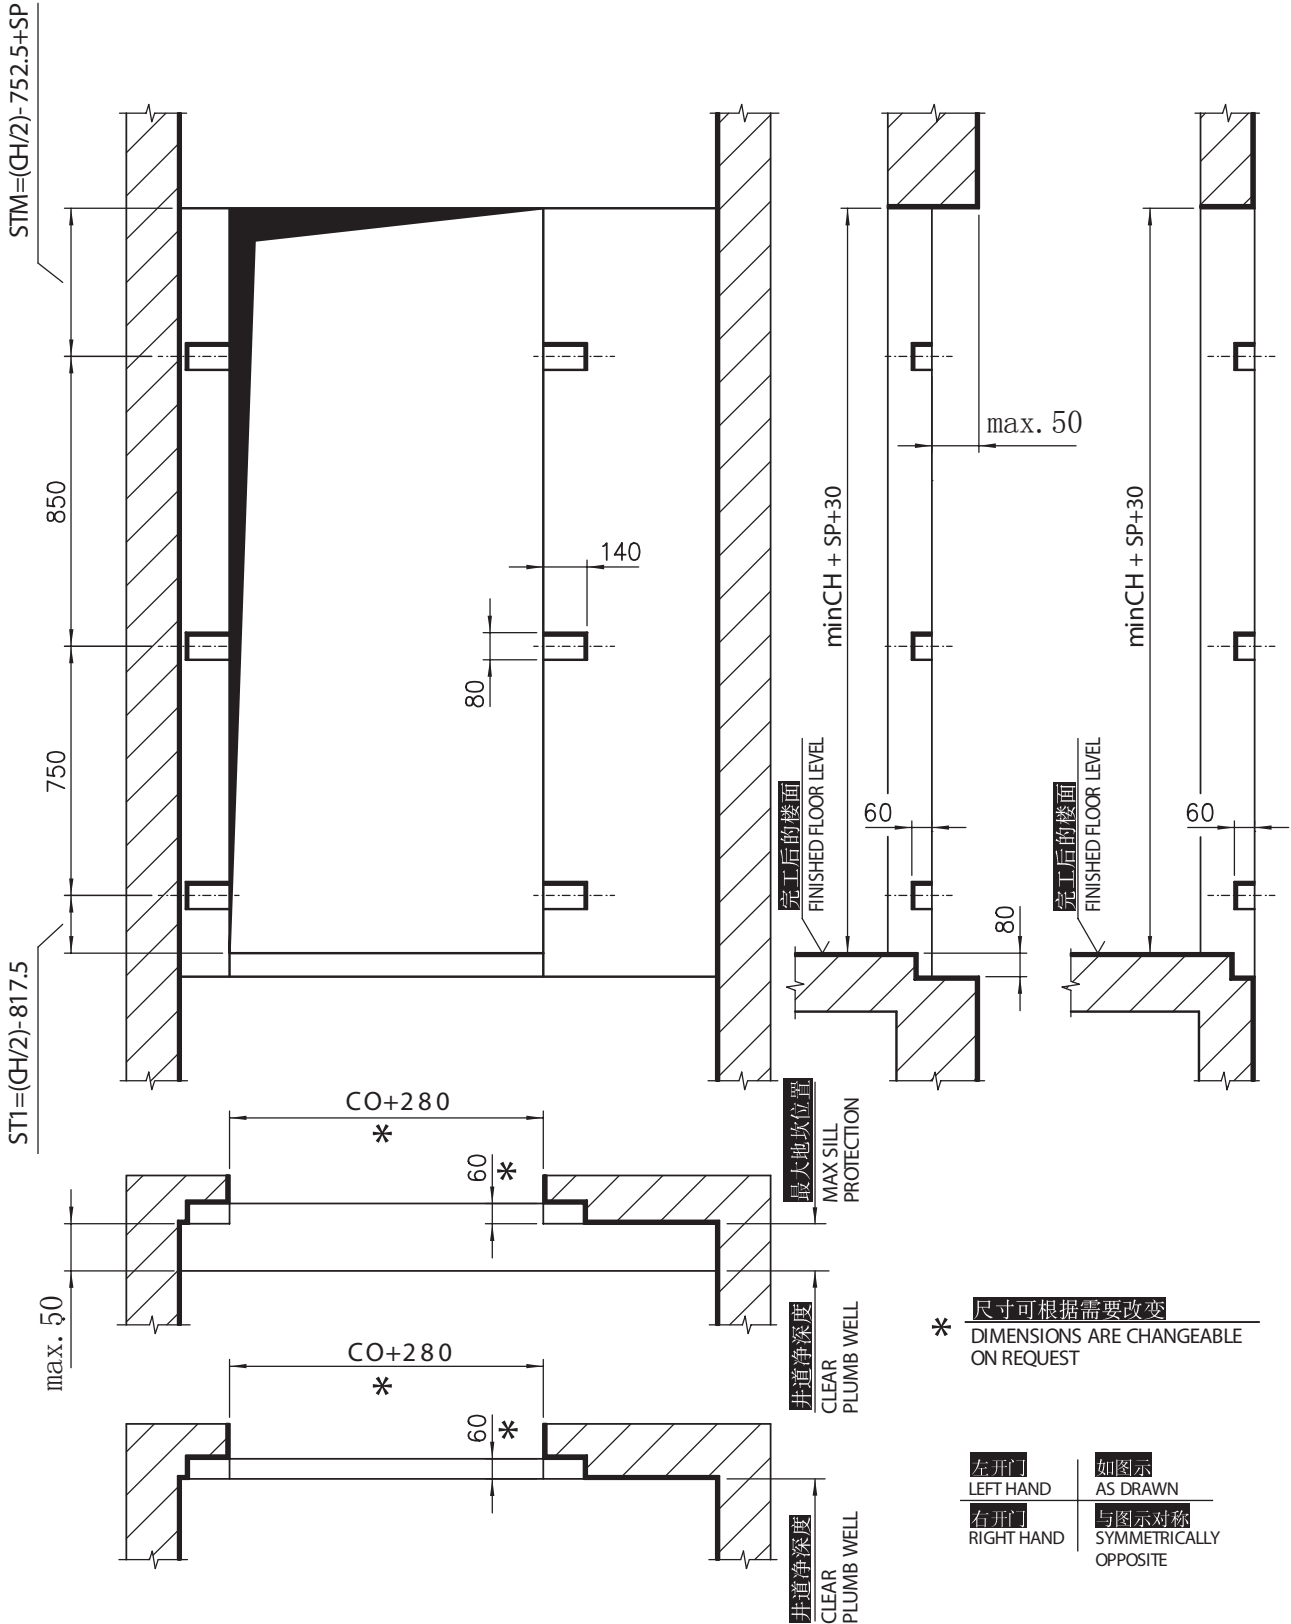 STM=(CH/2)-752.5+SP
850
750
ST1=(CH/2)-817.5
140
80
max.50
minCH + SP+30
minCH + SP+30
完工后的楼面
FINISHED FLOOR LEVEL
60
80
完工后的楼面
FINISHED FLOOR LEVEL
60
CO+280
*
60
*
max.50
最大地坎位置
MAX SILL
PROTECTION
井道净深度
CLEAR
PLUMB WELL
CO+280
*
60
*
井道净深度
CLEAR
PLUMB WELL
* 尺寸可根据需要改变
DIMENSIONS ARE CHANGEABLE
ON REQUEST
左开门 如图示
LEFT HAND AS DRAWN
右开门 与图示对称
RIGHT HAND SYMMETRICALLY
OPPOSITE